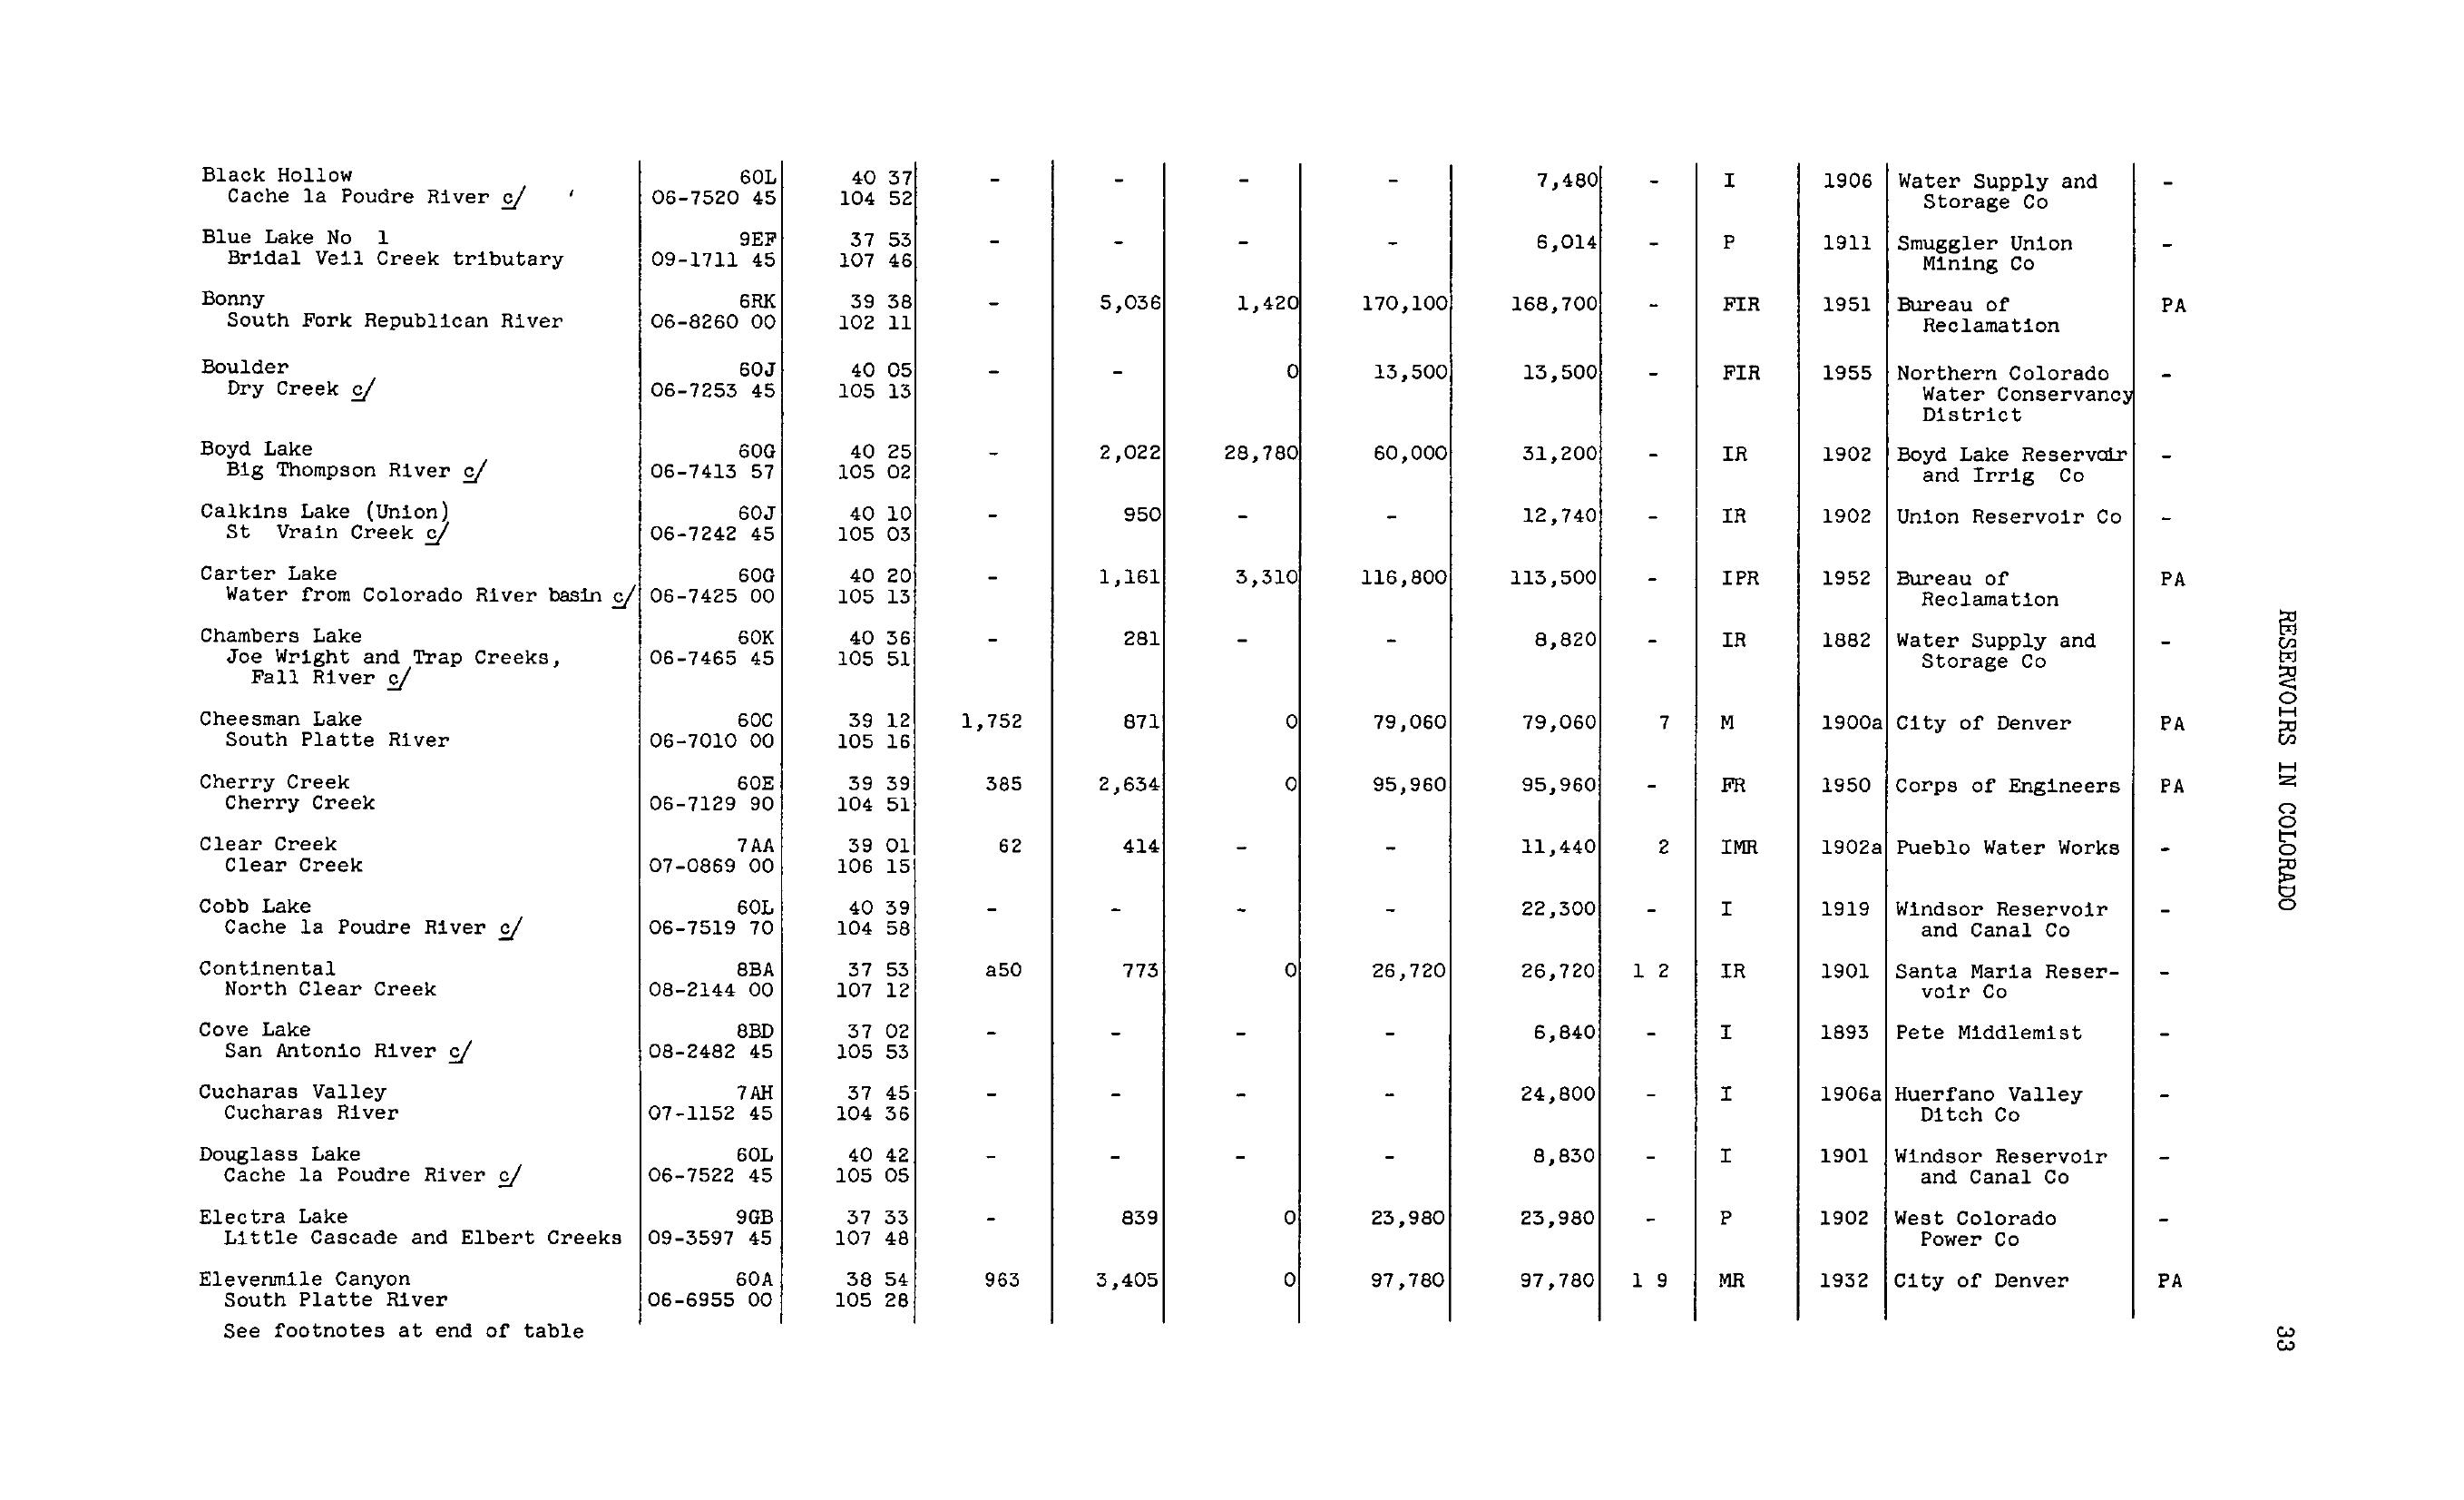 Black Hollow 60L 40 37 - - - - 7,480 - I 1906 Water Supply and -
Cache la Poudre River c/ 06-7520 45 104 52 Storage Co
Blue Lake No 1 9EF 37 53 - - - - 6,014 - P 1911 Smuggler Union -
Bridal Veil Creek tributary 09-1711 45 107 46 Mining Co
Bonny 6RK 39 38 - 5,036 1,420 170,100 168,700 - FIR 1951 Bureau of PA
South Fork Republican River 06-8260 00 102 11 Reclamation
Boulder 60J 40 05 - - 0 13,500 13,500 - FIR 1955 Northern Colorado -
Dry Creek c/ 06-7253 45 105 13 Water Conservancy
District
Boyd Lake 60G 40 25 - 2,022 28,780 60,000 31,200 - IR 1902 Boyd Lake Reservoir -
Big Thompson River c/ 06-7413 57 105 02 and Irrig Co
Calkins Lake (Union) 60J 40 10 - 950 - - 12,740 - IR 1902 Union Reservoir Co -
St Vrain Creek c/ 06-7242 45 105 03
Carter Lake 60G 40 20 - 1,161 3,310 116,800 113,500 - IPR 1952 Bureau of PA
Water from Colorado River basin c/ 06-7425 00 105 13 Reclamation
Chambers Lake 60K 40 36 - 281 - - 8,820 - IR 1882 Water Supply and -
Joe Wright and Trap Creeks, 06-7465 45 105 51 Storage Co
Fall River c/
Cheesman Lake 60C 39 12 1,752 871 0 79,060 79,060 7 M 1900a City of Denver PA
South Platte River 06-7010 00 105 16
Cherry Creek 60E 39 39 385 2,634 0 95,960 95,960 - FR 1950 Corps of Engineers PA
Cherry Creek 06-7129 90 104 51
Clear Creek 7AA 39 01 62 414 - - 11,440 2 IMR 1902a Pueblo Water Works -
Clear Creek 07-0869 00 106 15
Cobb Lake 60L 40 39 - - - - 22,300 - I 1919 Windsor Reservoir -
Cache la Poudre River c/ 06-7519 70 104 58 and Canal Co
Continental 8BA 37 53 a50 773 0 26,720 26,720 1 2 IR 1901 Santa Maria Reser- -
North Clear Creek 08-2144 00 107 12 voir Co
Cove Lake 8BD 37 02 - - - - 6,840 - I 1893 Pete Middlemist -
San Antonio River c/ 08-2482 45 105 53
Cucharas Valley 7AH 37 45 - - - - 24,800 - I 1906a Huerfano Valley -
Cucharas River 07-1152 45 104 36 Ditch Co
Douglass Lake 60L 40 42 - - - - 8,830 - I 1901 Windsor Reservoir -
Cache la Poudre River c/ 06-7522 45 105 05 and Canal Co
Electra Lake 9GB 37 33 - 839 0 23,980 23,980 - P 1902 West Colorado -
Little Cascade and Elbert Creeks 09-3597 45 107 48 Power Co
Elevenmile Canyon 60A 38 54 963 3,405 0 97,780 97,780 1 9 MR 1932 City of Denver PA
South Platte River 06-6955 00 105 28
See footnotes at end of table
RESERVOIRS IN COLORADO
33